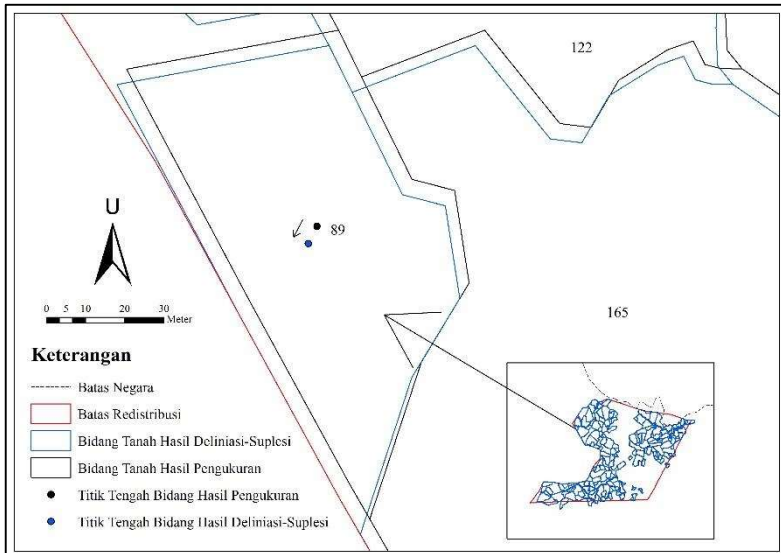 122
89
165
U
0 5 10 20 30
Meter
Keterangan
Batas Negara
Batas Redistribusi
Bidang Tanah Hasil Deliniasi-Suplesi
Bidang Tanah Hasil Pengukuran
Titik Tengah Bidang Hasil Pengukuran
Titik Tengah Bidang Hasil Deliniasi-Suplesi